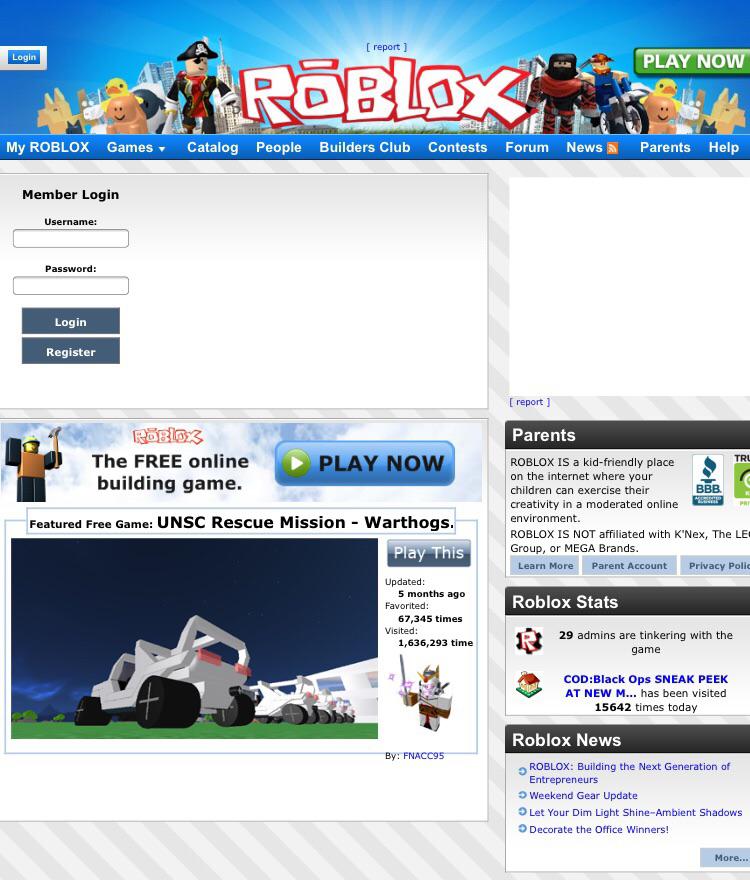 [ report ]
Login
PLAY NOW
ROBLOX
My ROBLOX Games Catalog People Builders Club Contests Forum News Parents Help
Member Login
Username:
Password:
Login
Register
[ report ]
ROBLOX
The FREE online
building game.
PLAY NOW
Featured Free Game: UNSC Rescue Mission - Warthogs.
Play This
Updated:
5 months ago
Favorited:
67,345 times
Visited:
1,636,293 time
By: FNACC95
Parents
ROBLOX IS a kid-friendly place
on the internet where your
children can exercise their
creativity in a moderated online
environment.
BBB.
ACCREDITED
BUSINESS
TRU
ROBLOX IS NOT affiliated with K'Nex, The LEG
Group, or MEGA Brands.
Learn More Parent Account Privacy Polic
Roblox Stats
29 admins are tinkering with the
game
COD:Black Ops SNEAK PEEK
AT NEW M... has been visited
15642 times today
Roblox News
ROBLOX: Building the Next Generation of
Entrepreneurs
Weekend Gear Update
Let Your Dim Light Shine–Ambient Shadows
Decorate the Office Winners!
More...